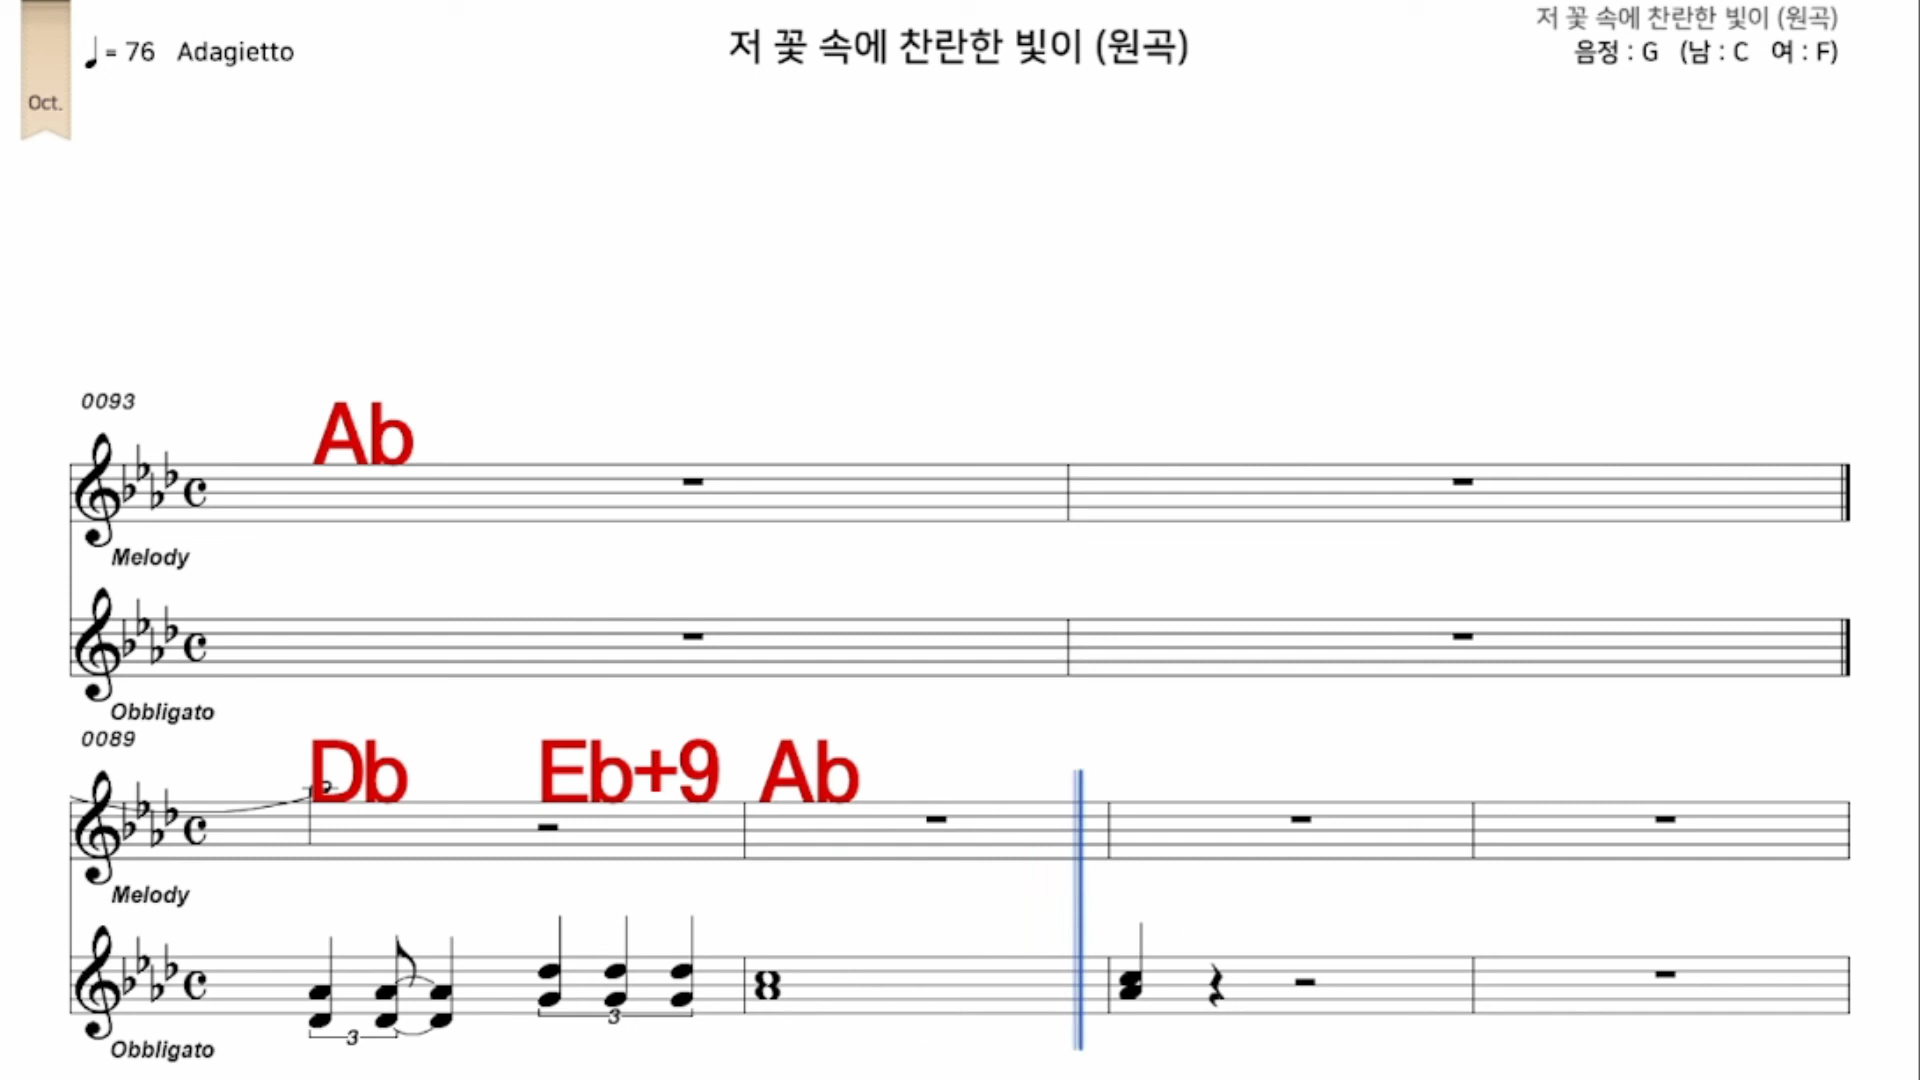 저 꽃 속에 찬란한 빛이 (원곡)
= 76 Adagietto
저 꽃 속에 찬란한 빛이 (원곡)
음정 : G (남 : C 여 : F)
Oct.
0093
Ab
Melody
Obbligato
0089
Db Eb+9 Ab
Melody
3 3
Obbligato